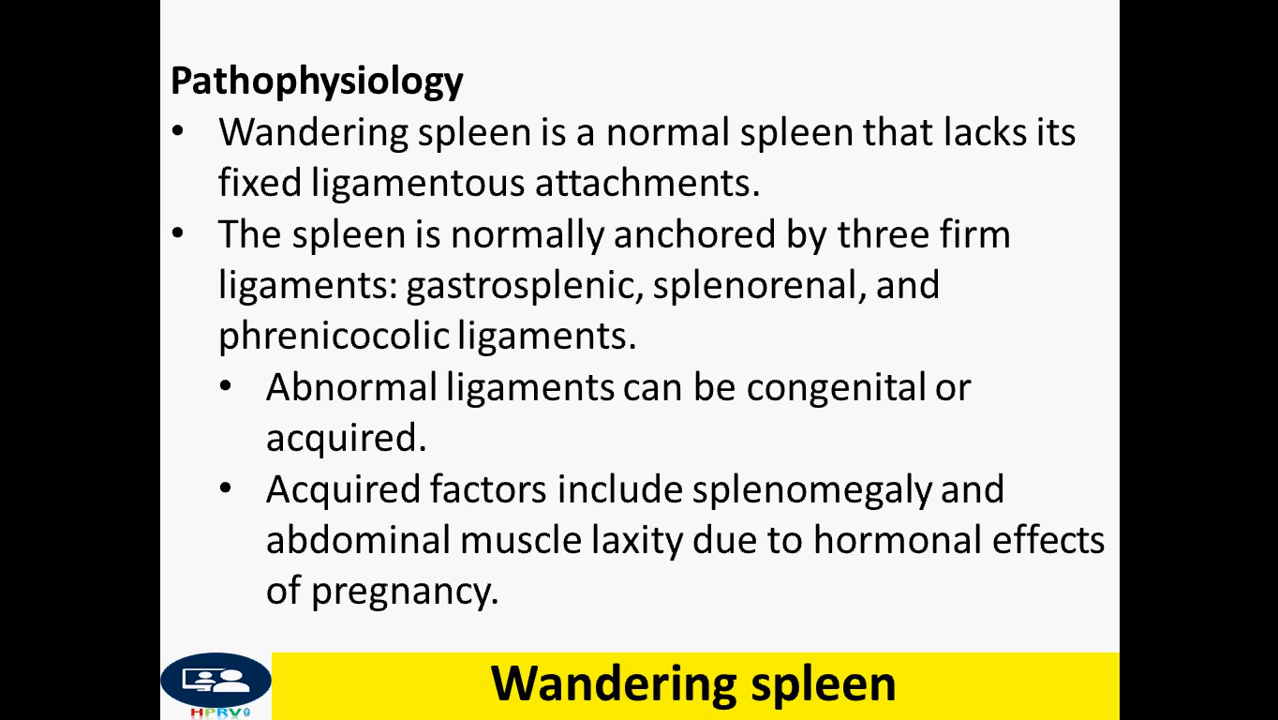 Pathophysiology
• Wandering spleen is a normal spleen that lacks its
fixed ligamentous attachments.
• The spleen is normally anchored by three firm
ligaments: gastrosplenic, splenorenal, and
phrenicocolic ligaments.
• Abnormal ligaments can be congenital or
acquired.
• Acquired factors include splenomegaly and
abdominal muscle laxity due to hormonal effects
of pregnancy.
Wandering spleen
HPRV